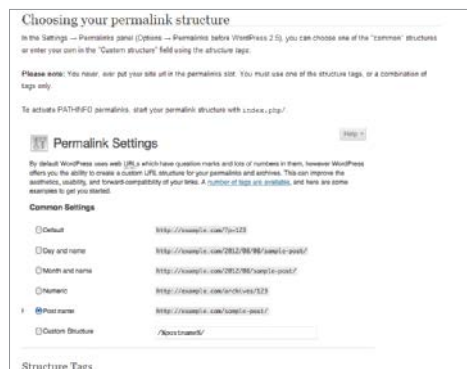 Choosing your permalink structure
In the Settings → Permalinks panel (Options → Permalinks before WordPress 2.5), you can choose one of the "common" structures
or enter your own in the "Custom structure" field using the structure tags.
Please note: You never, ever put your site url in the permalinks slot. You must use one of the structure tags, or a combination of
tags only.
To activate PATHINFO permalinks, start your permalink structure with index.php/.
Help
Permalink Settings
By default WordPress uses web URLs which have question marks and lots of numbers in them, however WordPress
offers you the ability to create a custom URL structure for your permalinks and archives. This can improve the
aesthetics, usability, and forward-compatibility of your links. A number of tags are available, and here are some
examples to get you started.
Common Settings
Default http://example.com/?p=123
Day and name http://example.com/2012/08/08/sample-post/
Month and name http://example.com/2012/08/sample-post/
Numeric http://example.com/archives/123
Post name http://example.com/sample-post/
Custom Structure /%postname%/
Structure Tags